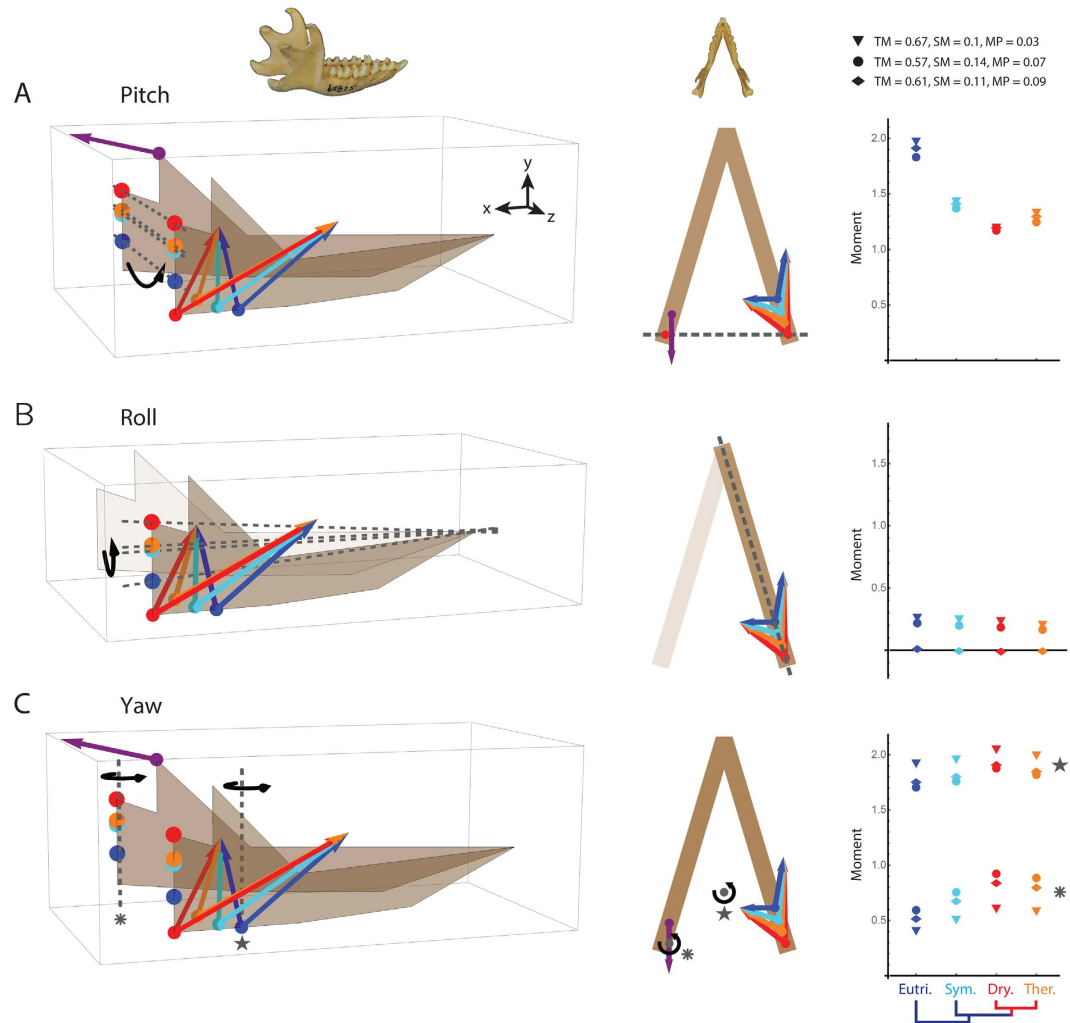 TM = 0.67, SM = 0.1, MP = 0.03
TM = 0.57, SM = 0.14, MP = 0.07
TM = 0.61, SM = 0.11, MP = 0.09
A Pitch
y
x
z
2.0
1.5
1.0
0.5
Moment
B Roll
1.5
1.0
0.5
Moment
C Yaw
2.0
1.5
1.0
0.5
Moment
Eutri. Sym. Dry. Ther.